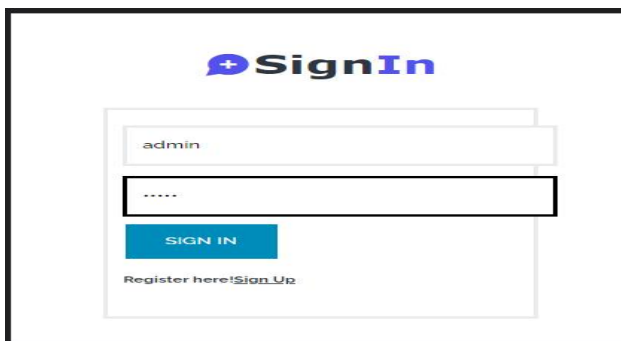 SignIn
admin
.....
SIGN IN
Register here!Sign Up